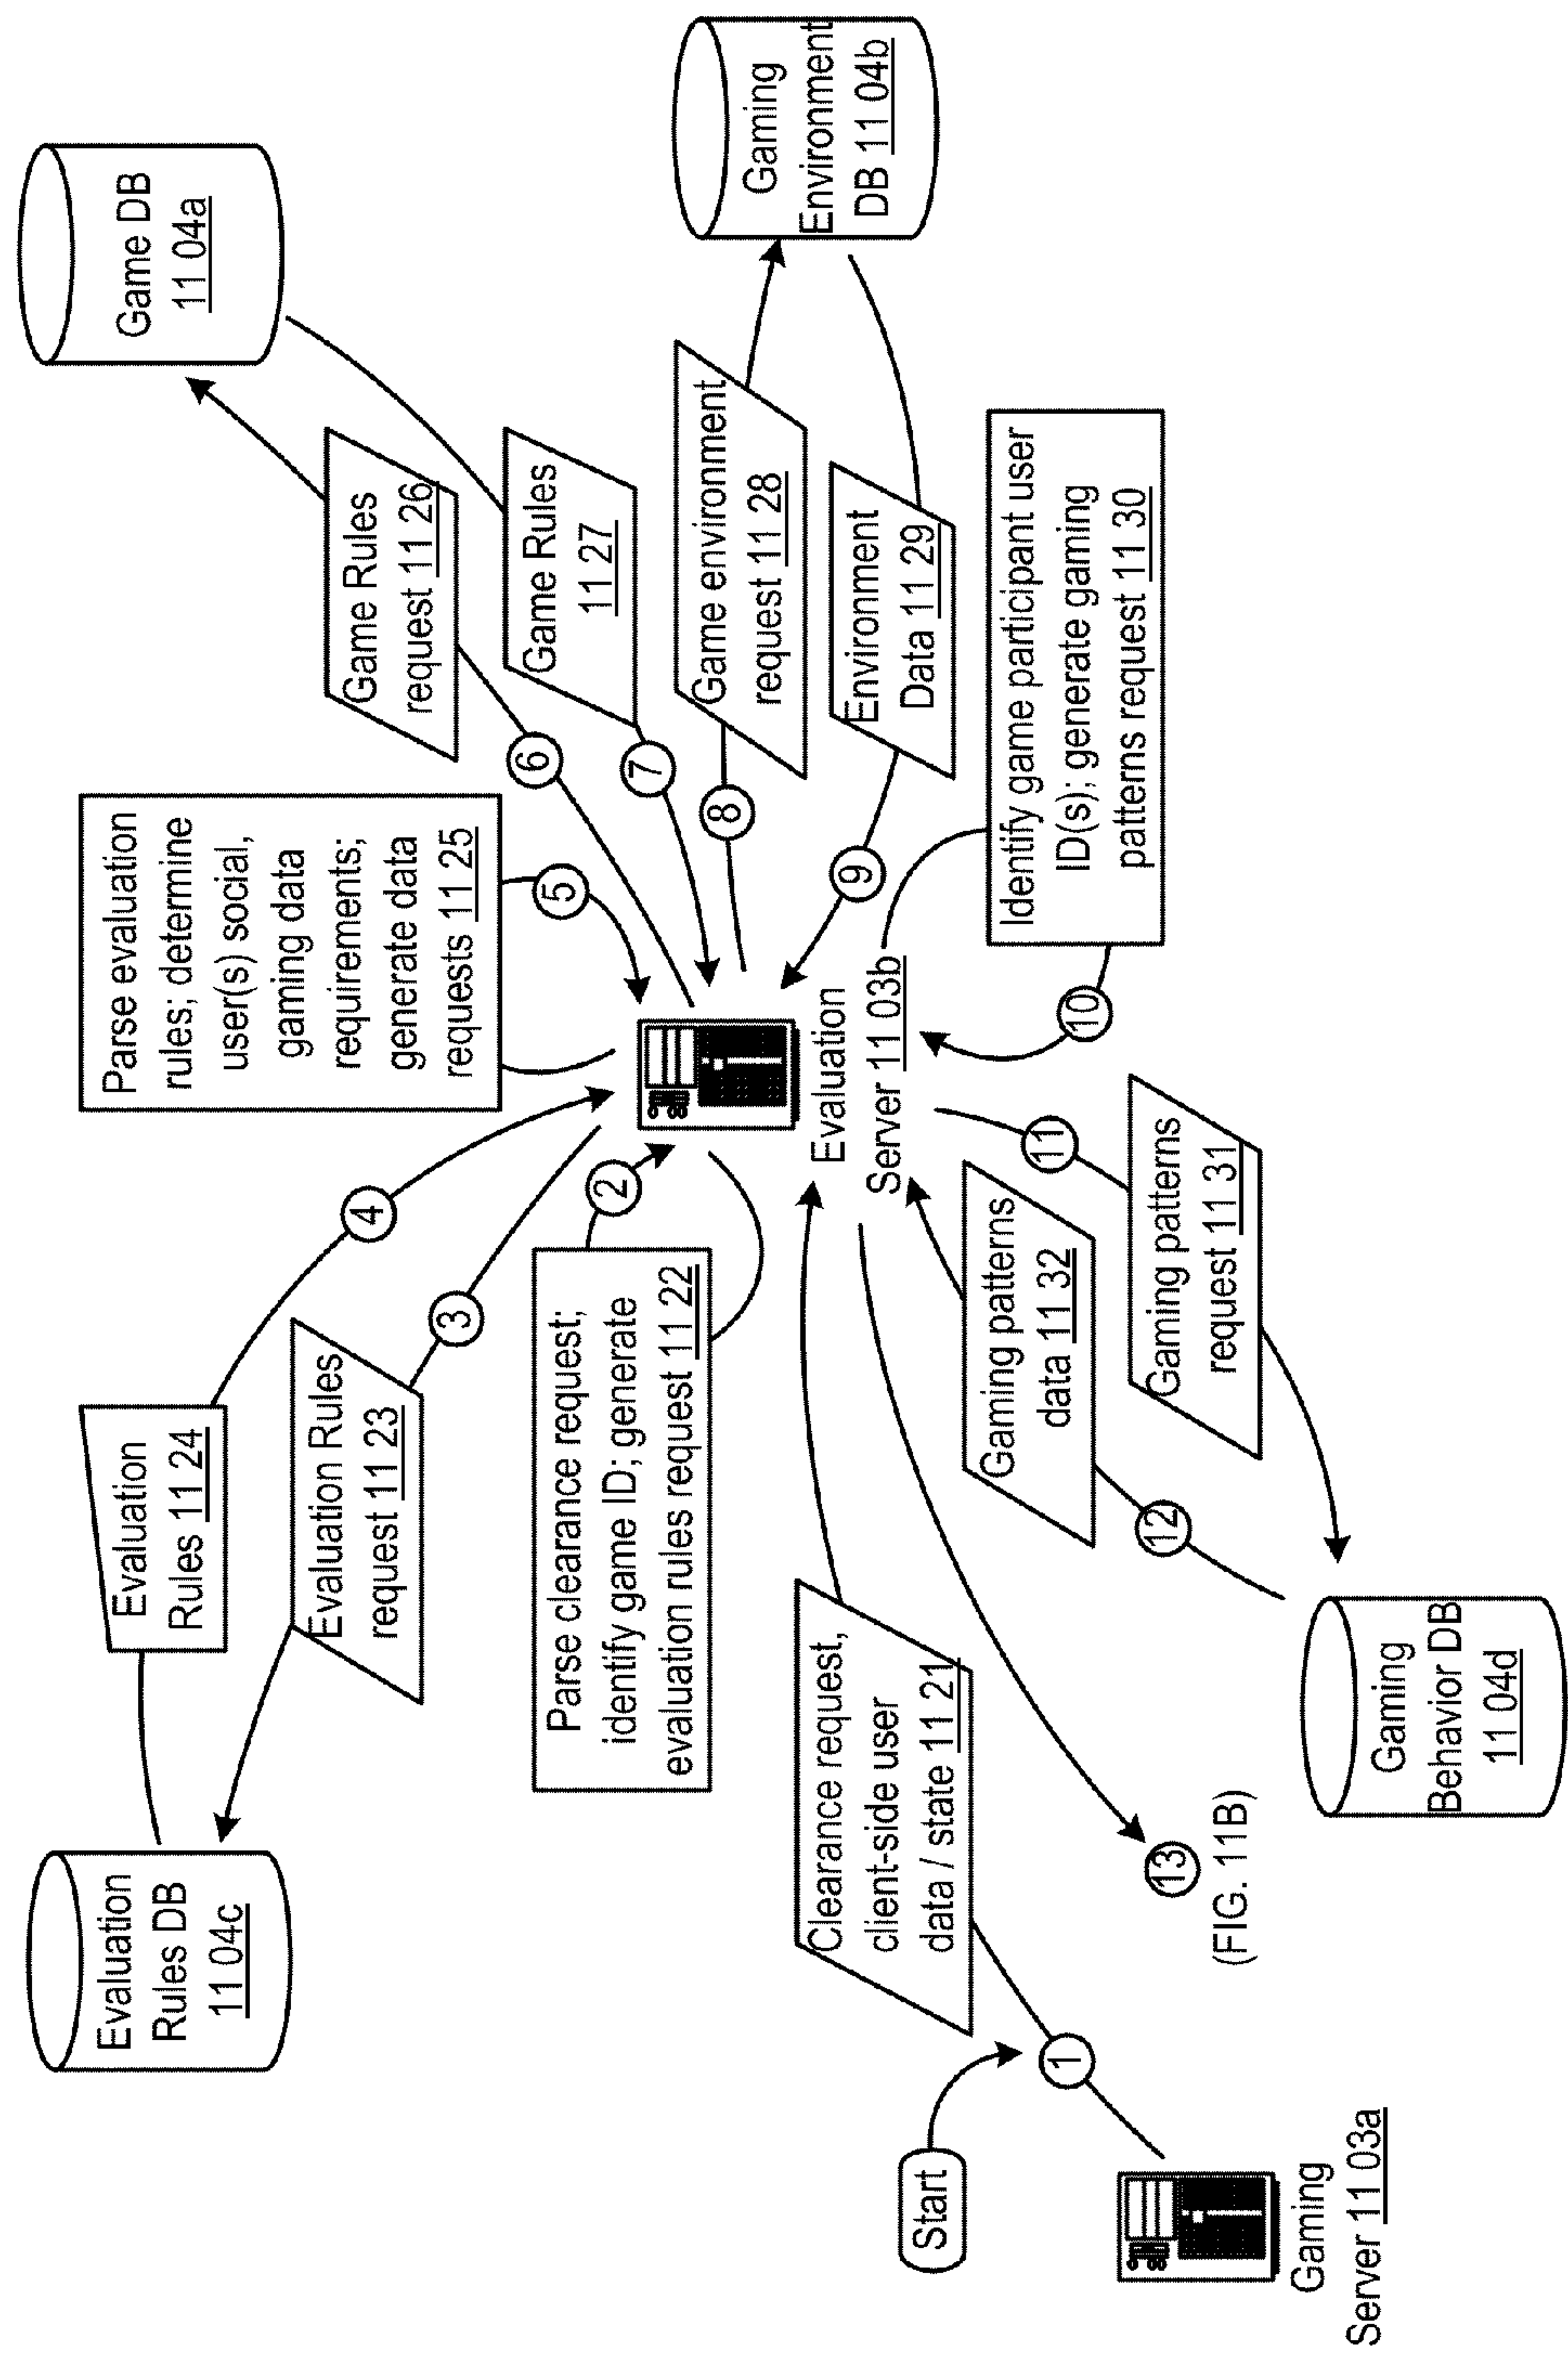 Start
Gaming
Server 11 03a
1
Clearance request,
client-side user
data / state 11 21
Evaluation
Server 11 03b
Parse clearance request;
identify game ID; generate
evaluation rules request 11 22
2
Evaluation Rules
request 11 23
3
Evaluation
Rules DB
11 04c
Evaluation
Rules 11 24
4
Parse evaluation
rules; determine
user(s) social,
gaming data
requirements;
generate data
requests 11 25
5
Game Rules
request 11 26
6
Game DB
11 04a
Game Rules
11 27
7
Game environment
request 11 28
8
Gaming
Environment
DB 11 04b
Environment
Data 11 29
9
Identify game participant user
ID(s); generate gaming
patterns request 11 30
10
11
Gaming patterns
request 11 31
Gaming patterns
data 11 32
12
Gaming
Behavior DB
11 04d
13
(FIG. 11B)